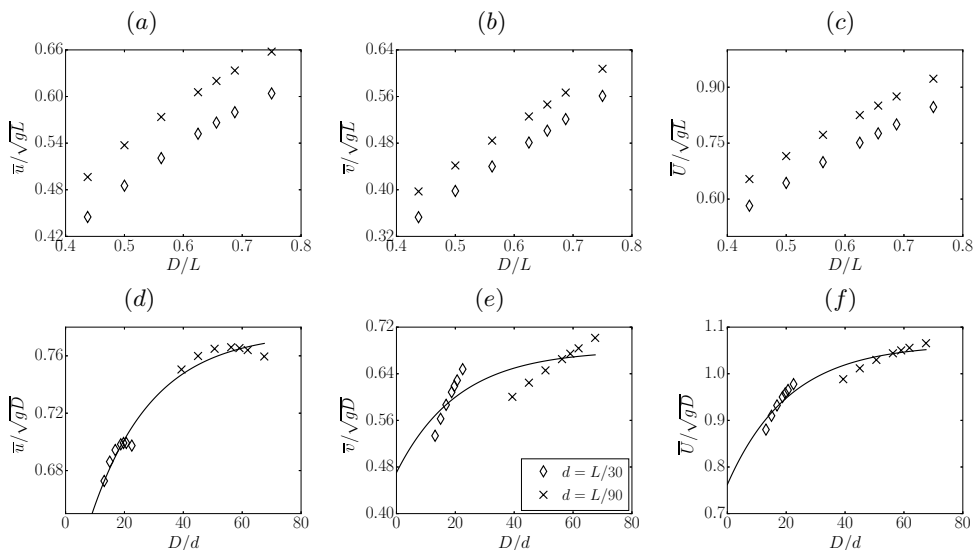 (a)
(b)
(c)
0.66
0.60
0.54
0.48
0.42
0.4 0.5 0.6 0.7 0.8
u̅/√gL
D/L
0.64
0.56
0.48
0.40
0.32
0.4 0.5 0.6 0.7 0.8
v̅/√gL
D/L
0.90
0.75
0.60
0.4 0.5 0.6 0.7 0.8
U̅/√gL
D/L
(d)
(e)
(f)
0.76
0.72
0.68
0 20 40 60 80
u̅/√gD
D/d
0.72
0.64
0.56
0.48
0.40
0 20 40 60 80
v̅/√gD
D/d
d = L/30
d = L/90
1.1
1.0
0.9
0.8
0.7
0 20 40 60 80
U̅/√gD
D/d